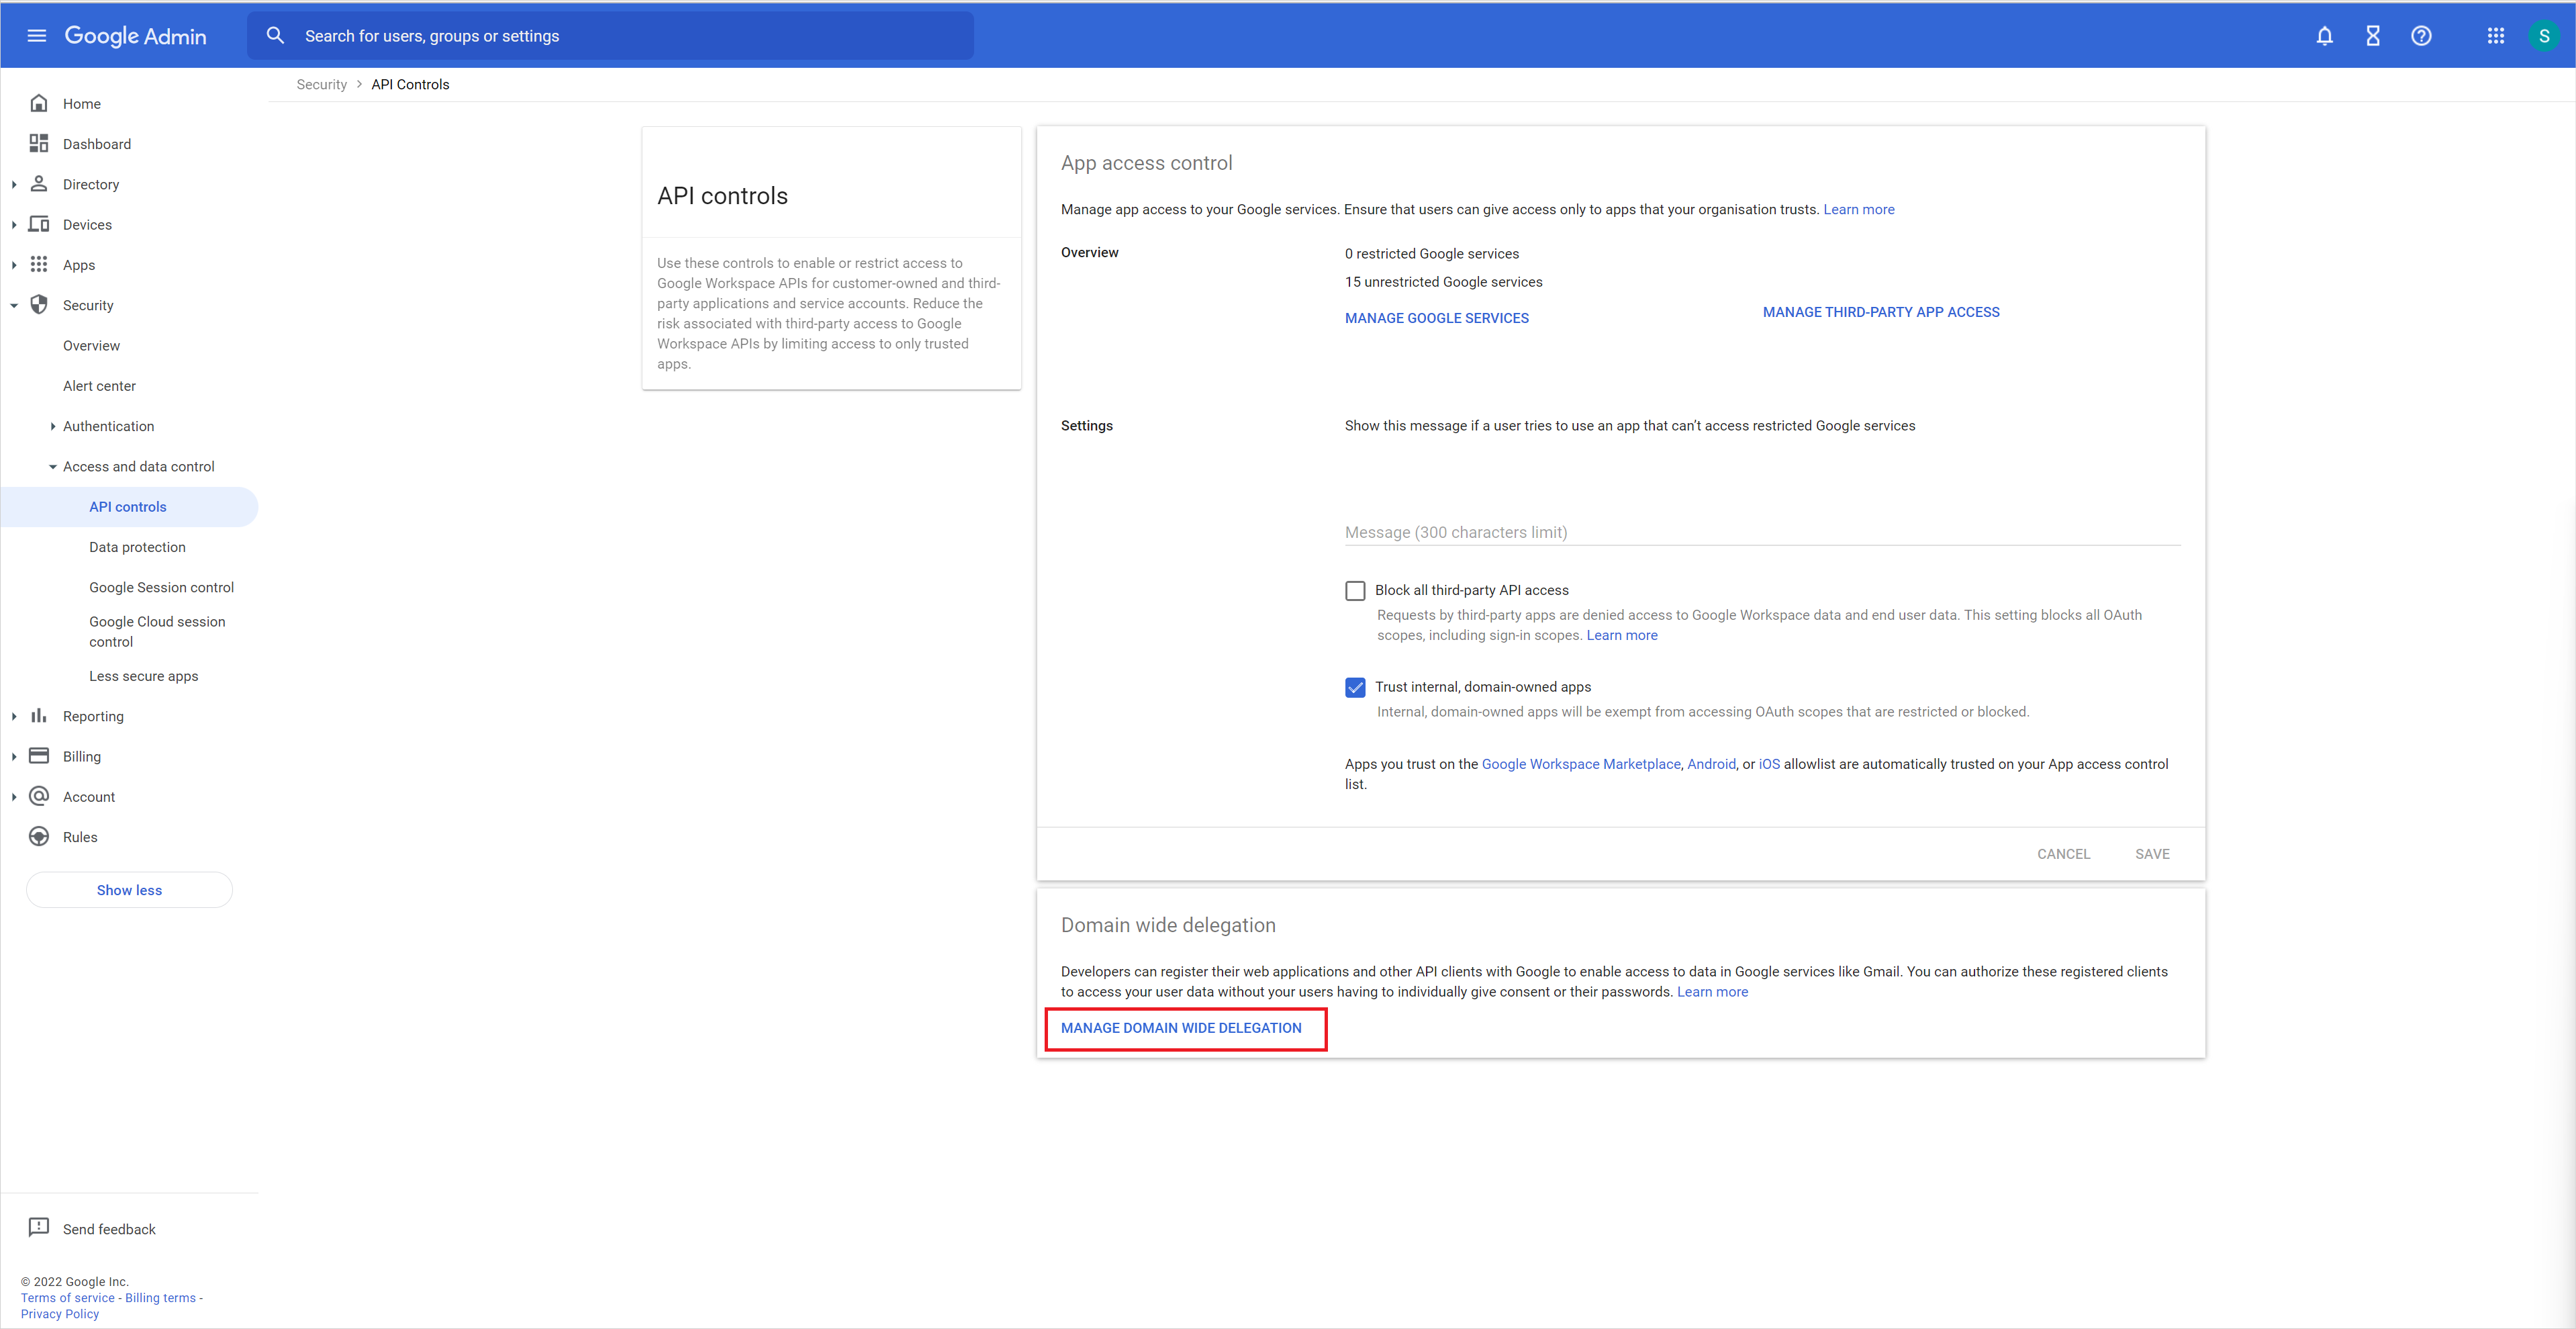 Google Admin
Search for users, groups or settings
S
Security > API Controls
Home
Dashboard
Directory
Devices
Apps
Security
Overview
Alert center
Authentication
Access and data control
API controls
Data protection
Google Session control
Google Cloud session
control
Less secure apps
Reporting
Billing
Account
Rules
Show less
Send feedback
© 2022 Google Inc.
Terms of service - Billing terms -
Privacy Policy
API controls
Use these controls to enable or restrict access to
Google Workspace APIs for customer-owned and third-
party applications and service accounts. Reduce the
risk associated with third-party access to Google
Workspace APIs by limiting access to only trusted
apps.
App access control
Manage app access to your Google services. Ensure that users can give access only to apps that your organisation trusts. Learn more
Overview
0 restricted Google services
15 unrestricted Google services
MANAGE GOOGLE SERVICES
MANAGE THIRD-PARTY APP ACCESS
Settings
Show this message if a user tries to use an app that can't access restricted Google services
Message (300 characters limit)
Block all third-party API access
Requests by third-party apps are denied access to Google Workspace data and end user data. This setting blocks all OAuth
scopes, including sign-in scopes. Learn more
Trust internal, domain-owned apps
Internal, domain-owned apps will be exempt from accessing OAuth scopes that are restricted or blocked.
Apps you trust on the Google Workspace Marketplace, Android, or iOS allowlist are automatically trusted on your App access control
list.
CANCEL
SAVE
Domain wide delegation
Developers can register their web applications and other API clients with Google to enable access to data in Google services like Gmail. You can authorize these registered clients
to access your user data without your users having to individually give consent or their passwords. Learn more
MANAGE DOMAIN WIDE DELEGATION